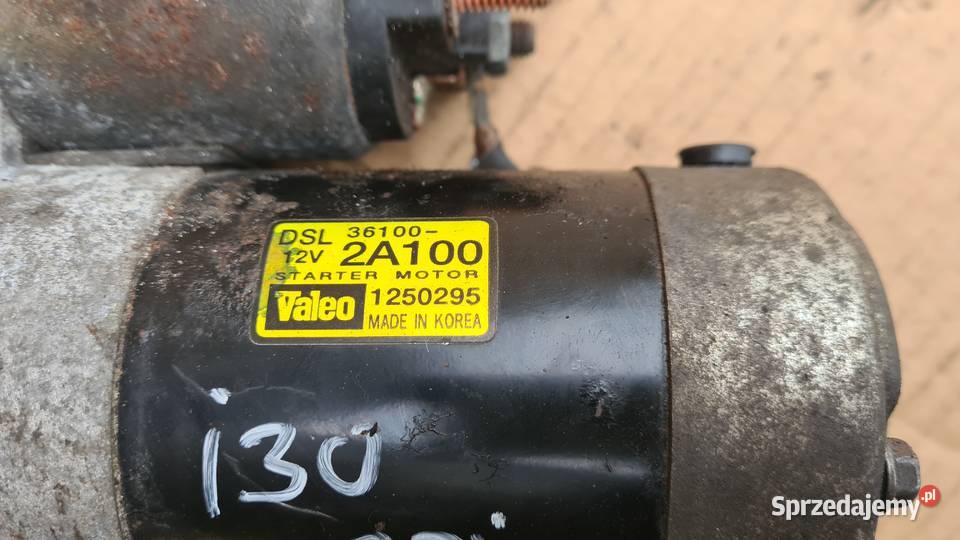 DSL 36100-
12V 2A100
STARTER MOTOR
Valeo 1250295
MADE IN KOREA
i30
Sprzedajemy.pl